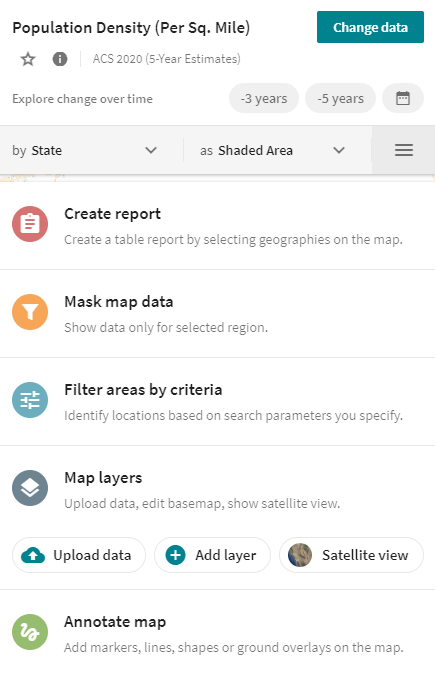 Population Density (Per Sq. Mile)
Change data
ACS 2020 (5-Year Estimates)
Explore change over time
-3 years
-5 years
by State
as Shaded Area
Create report
Create a table report by selecting geographies on the map.
Mask map data
Show data only for selected region.
Filter areas by criteria
Identify locations based on search parameters you specify.
Map layers
Upload data, edit basemap, show satellite view.
Upload data
Add layer
Satellite view
Annotate map
Add markers, lines, shapes or ground overlays on the map.